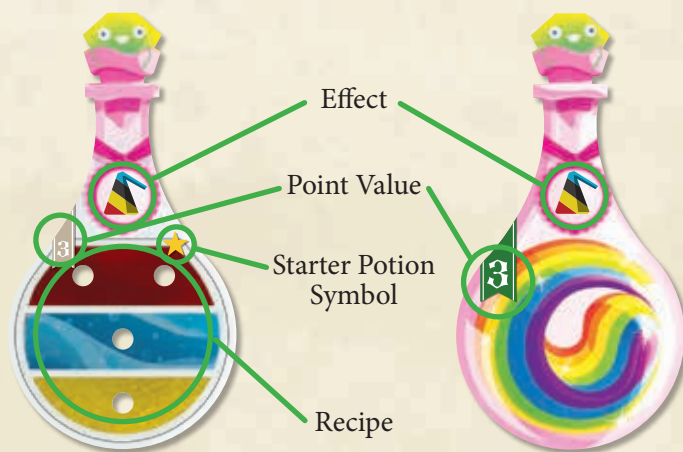 Effect
Point Value
3
3
Starter Potion
Symbol
Recipe